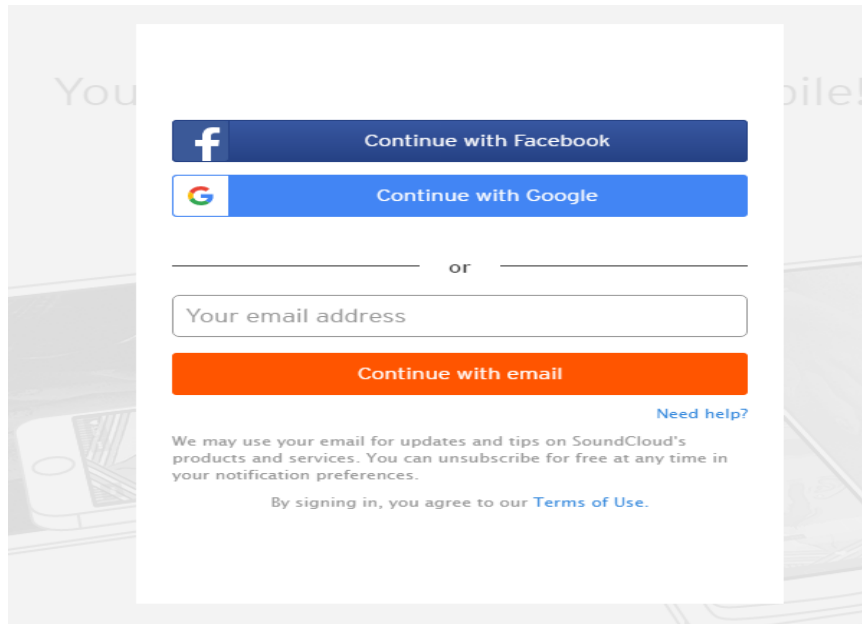 You
bile!
Continue with Facebook
Continue with Google
or
Your email address
Continue with email
Need help?
We may use your email for updates and tips on SoundCloud's
products and services. You can unsubscribe for free at any time in
your notification preferences.
By signing in, you agree to our Terms of Use.